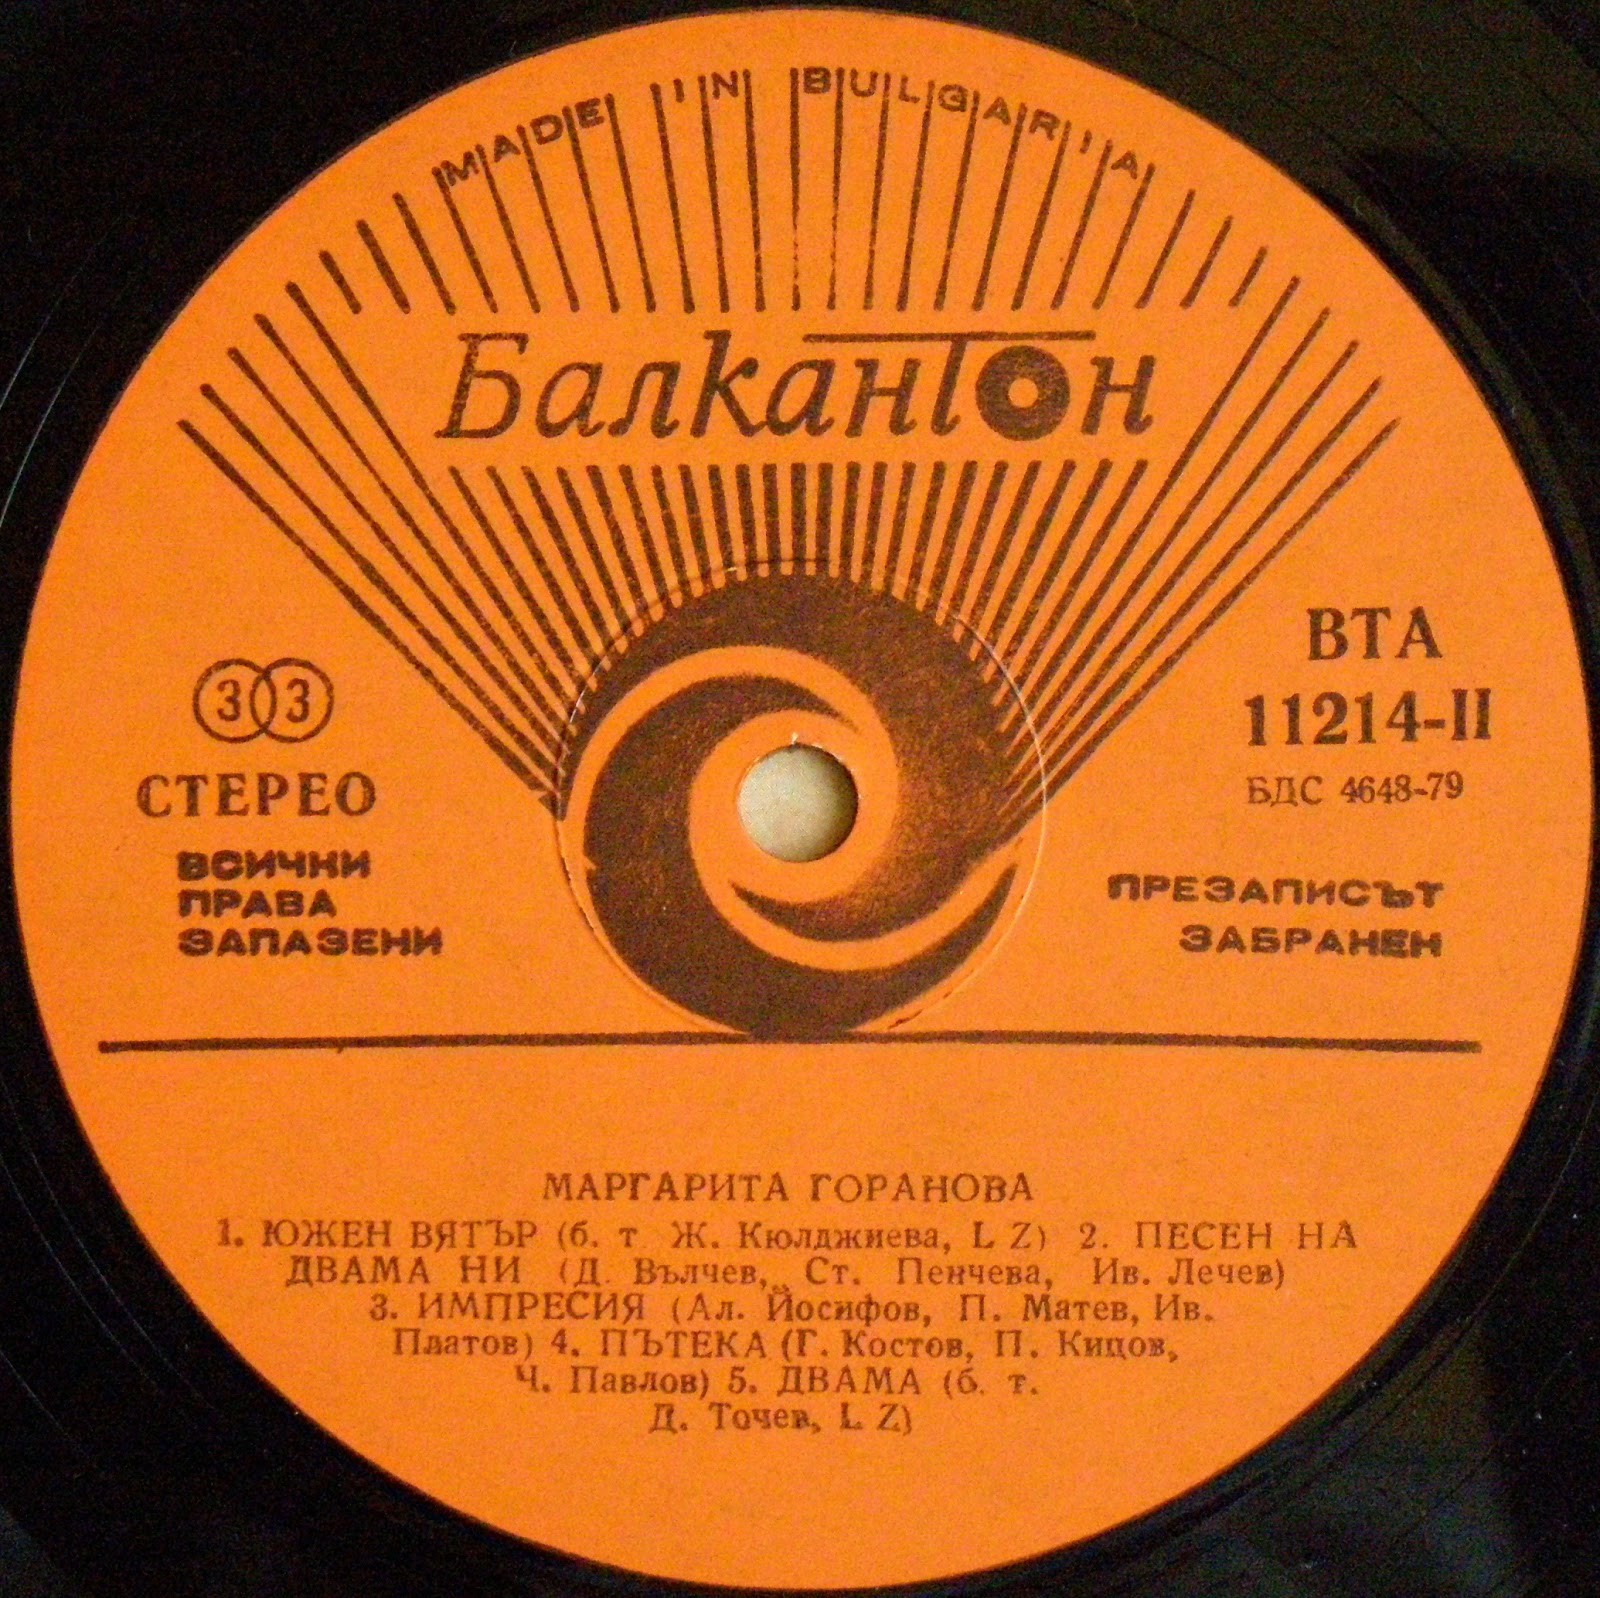 MADE IN BULGARIA
Балкантон
33
СТЕРЕО
ВСИЧКИ
ПРАВА
ЗАПАЗЕНИ
ВТА
11214-II
БДС 4648-79
ПРЕЗАПИСЪТ
ЗАБРАНЕН
МАРГАРИТА ГОРАНОВА
1. ЮЖЕН ВЯТЪР (б. т Ж. Кюлджиева, L Z) 2. ПЕСЕН НА
ДВАМА НИ (Д. Вълчев, Ст. Пенчева, Ив. Лечев)
3. ИМПРЕСИЯ (Ал. Йосифов, П. Матев, Ив.
Платов) 4. ПЪТЕКА (Г. Костов, П. Кицов,
Ч. Павлов) 5. ДВАМА (б. т.
Д. Точев, L Z)